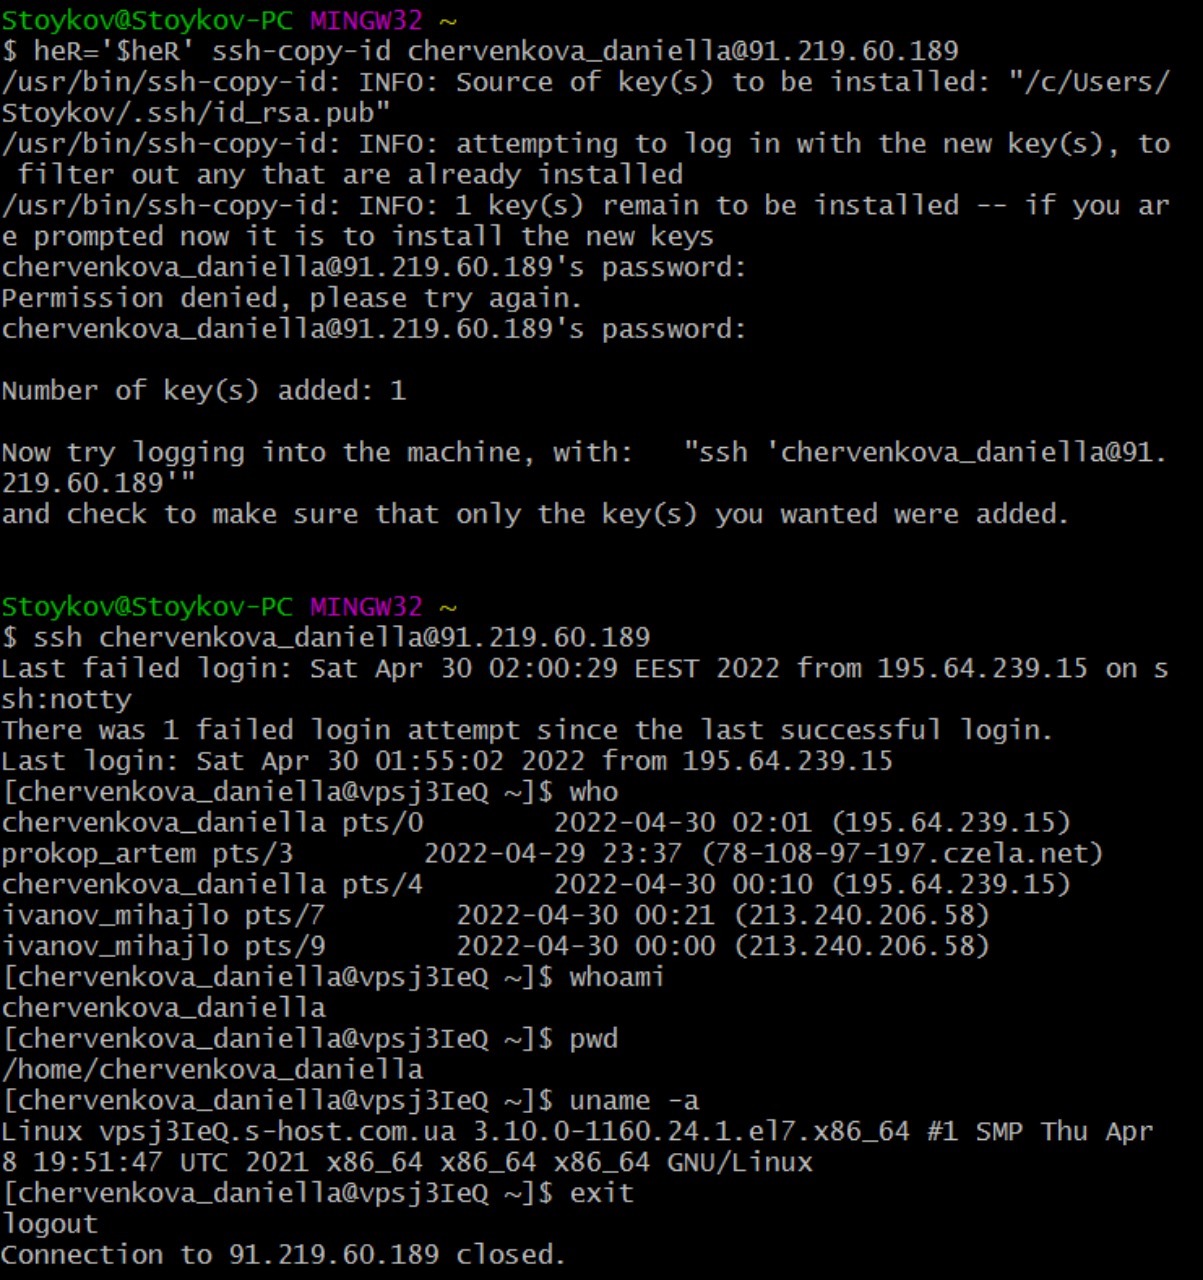 Stoykov@Stoykov-PC MINGW32 ~
$ heR='$heR' ssh-copy-id chervenkova_daniella@91.219.60.189
/usr/bin/ssh-copy-id: INFO: Source of key(s) to be installed: "/c/Users/
Stoykov/.ssh/id_rsa.pub"
/usr/bin/ssh-copy-id: INFO: attempting to log in with the new key(s), to
 filter out any that are already installed
/usr/bin/ssh-copy-id: INFO: 1 key(s) remain to be installed -- if you ar
e prompted now it is to install the new keys
chervenkova_daniella@91.219.60.189's password:
Permission denied, please try again.
chervenkova_daniella@91.219.60.189's password:
Number of key(s) added: 1
Now try logging into the machine, with:   "ssh 'chervenkova_daniella@91.
219.60.189'"
and check to make sure that only the key(s) you wanted were added.
Stoykov@Stoykov-PC MINGW32 ~
$ ssh chervenkova_daniella@91.219.60.189
Last failed login: Sat Apr 30 02:00:29 EEST 2022 from 195.64.239.15 on s
sh:notty
There was 1 failed login attempt since the last successful login.
Last login: Sat Apr 30 01:55:02 2022 from 195.64.239.15
[chervenkova_daniella@vpsj3IeQ ~]$ who
chervenkova_daniella pts/0        2022-04-30 02:01 (195.64.239.15)
prokop_artem pts/3        2022-04-29 23:37 (78-108-97-197.czela.net)
chervenkova_daniella pts/4        2022-04-30 00:10 (195.64.239.15)
ivanov_mihajlo pts/7        2022-04-30 00:21 (213.240.206.58)
ivanov_mihajlo pts/9        2022-04-30 00:00 (213.240.206.58)
[chervenkova_daniella@vpsj3IeQ ~]$ whoami
chervenkova_daniella
[chervenkova_daniella@vpsj3IeQ ~]$ pwd
/home/chervenkova_daniella
[chervenkova_daniella@vpsj3IeQ ~]$ uname -a
Linux vpsj3IeQ.s-host.com.ua 3.10.0-1160.24.1.el7.x86_64 #1 SMP Thu Apr
8 19:51:47 UTC 2021 x86_64 x86_64 x86_64 GNU/Linux
[chervenkova_daniella@vpsj3IeQ ~]$ exit
logout
Connection to 91.219.60.189 closed.